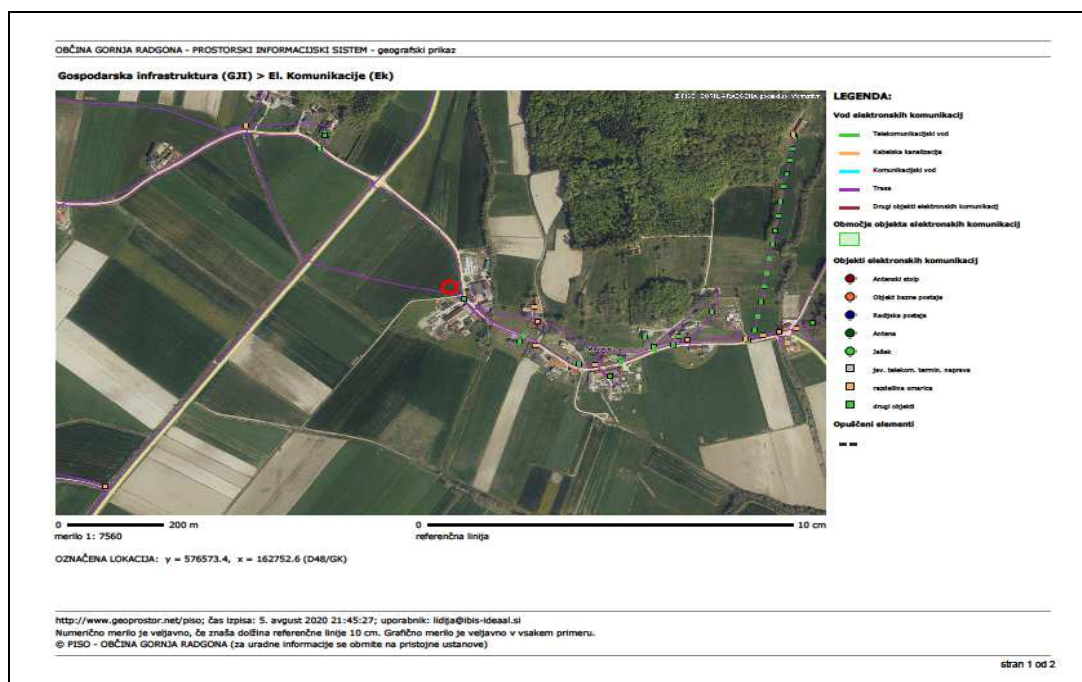 OBČINA GORNJA RADGONA - PROSTORSKI INFORMACIJSKI SISTEM - geografski prikaz
Gospodarska infrastruktura (GJI) > El. Komunikacije (Ek)
LEGENDA:
Vod elektronskih komunikacij
Telekomunikacijski vod
Kabelska kanalizacija
Komunikacijski vod
Trasa
Drugi objekti elektronskih komunikacij
Območje objekta elektronskih komunikacij
Objekti elektronskih komunikacij
Antenski stolp
Objekt bazne postaje
Radijska postaja
Antena
Jašek
jav. telekom. termin. naprava
razdelilna omarica
drugi objekti
Opuščeni elementi
0 200 m
merilo 1: 7560
0 10 cm
referenčna linija
OZNAČENA LOKACIJA: y = 576573.4, x = 162752.6 (D48/GK)
http://www.geoprostor.net/piso; čas izpisa: 5. avgust 2020 21:45:27; uporabnik: lidija@ibis-ideaal.si
Numerično merilo je veljavno, če znaša dolžina referenčne linije 10 cm. Grafično merilo je veljavno v vsakem primeru.
© PISO - OBČINA GORNJA RADGONA (za uradne informacije se obrnite na pristojne ustanove)
stran 1 od 2